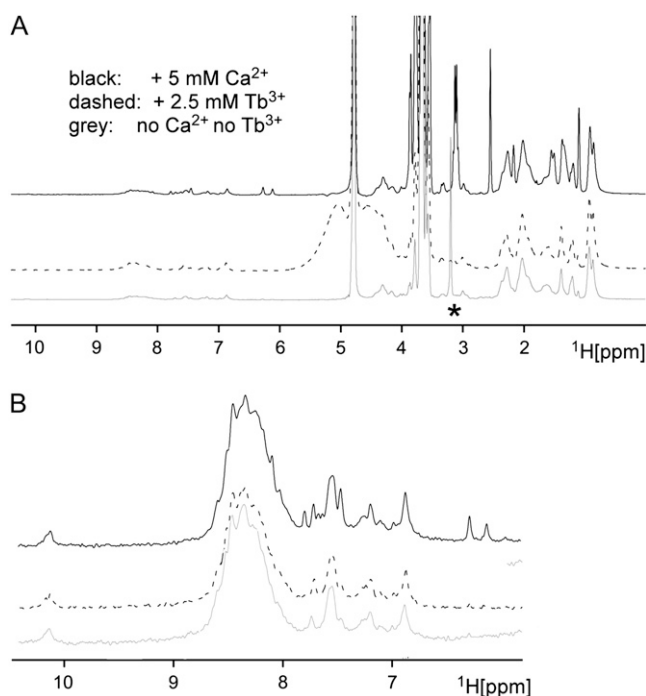 A
black: + 5 mM Ca²⁺
dashed: + 2.5 mM Tb³⁺
grey: no Ca²⁺ no Tb³⁺
*
10 9 8 7 6 5 4 3 2 ¹H[ppm]
B
10 9 8 7 ¹H[ppm]